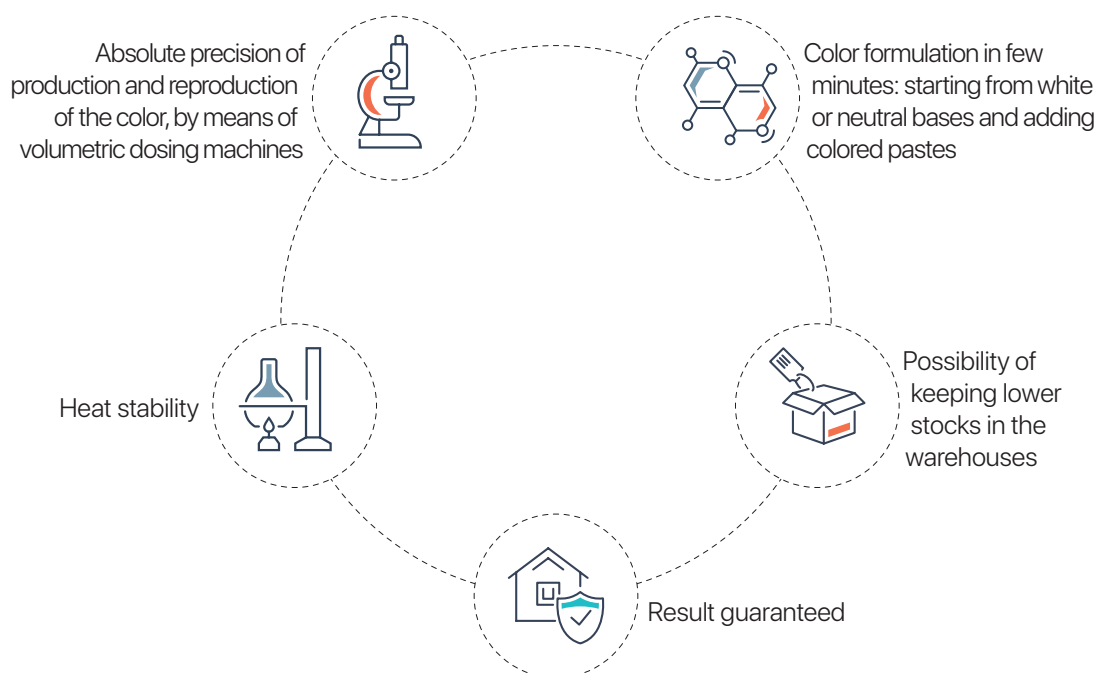 Absolute precision of
production and reproduction
of the color, by means of
volumetric dosing machines
Color formulation in few
minutes: starting from white
or neutral bases and adding
colored pastes
Heat stability
Possibility of
keeping lower
stocks in the
warehouses
Result guaranteed